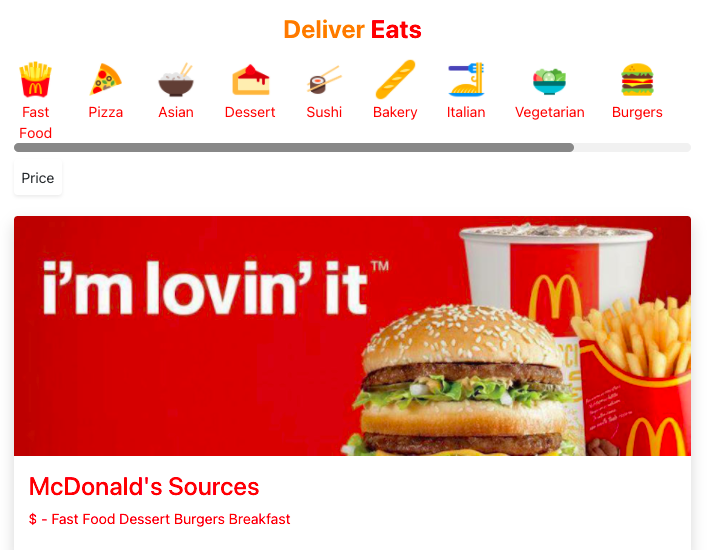 Deliver Eats
Fast Food
Pizza
Asian
Dessert
Sushi
Bakery
Italian
Vegetarian
Burgers
Price
i'm lovin' it™
McDonald's Sources
$ - Fast Food Dessert Burgers Breakfast